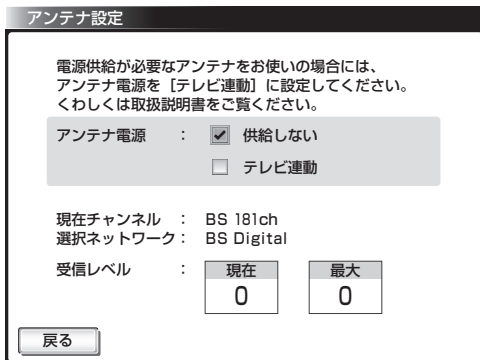 アンテナ設定
電源供給が必要なアンテナをお使いの場合には、
アンテナ電源を［テレビ連動］に設定してください。
くわしくは取扱説明書をご覧ください。
アンテナ電源 ： 供給しない
テレビ連動
現在チャンネル ： BS 181ch
選択ネットワーク： BS Digital
受信レベル ： 現在 最大
0 0
戻る